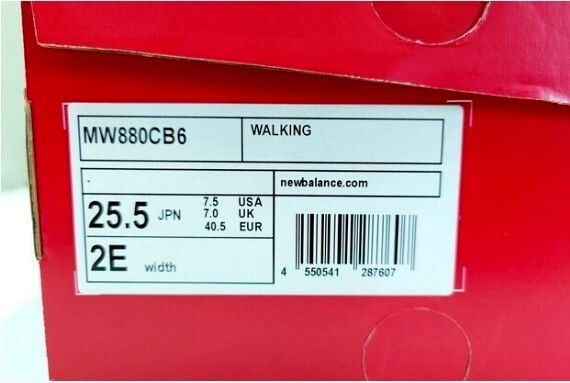 MW880CB6
WALKING
-
newbalance.com
25.5 JPN
7.5 USA
7.0 UK
40.5 EUR
2E width
4 550541 287607